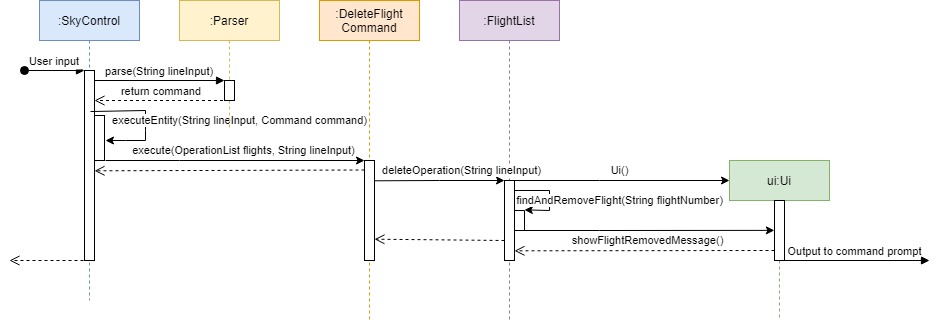 :SkyControl
:Parser
:DeleteFlight
Command
:FlightList
User input
parse(String lineInput)
return command
executeEntity(String lineInput, Command command)
execute(OperationList flights, String lineInput)
deleteOperation(String lineInput)
Ui()
ui:Ui
findAndRemoveFlight(String flightNumber)
showFlightRemovedMessage()
Output to command prompt